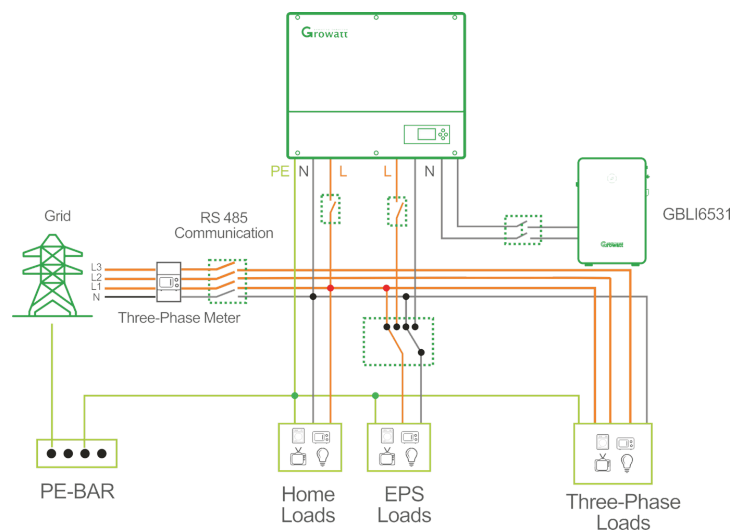 Growatt
PE N L L N
Grid
RS 485
Communication
GBLI6531
Growatt
L3
L2
L1
N
Three-Phase Meter
PE-BAR
Home
Loads
EPS
Loads
Three-Phase
Loads